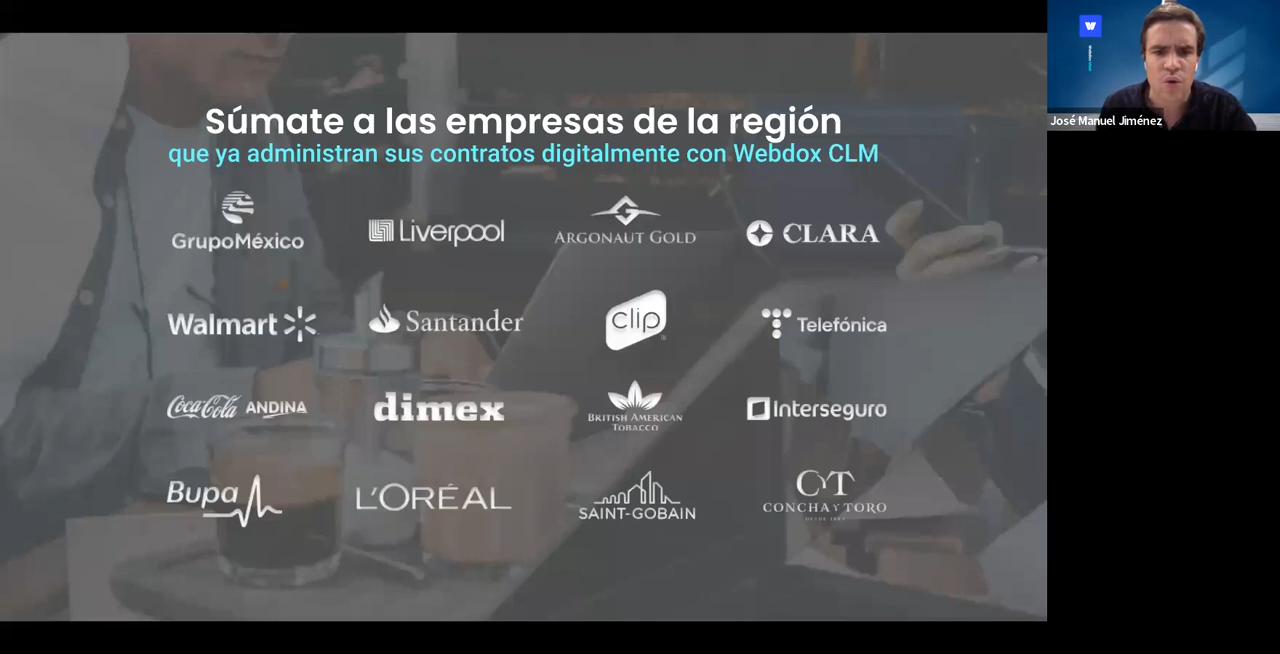 Súmate a las empresas de la región
que ya administran sus contratos digitalmente con Webdox CLM
GrupoMéxico
Liverpool
ARGONAUT GOLD
CLARA
Walmart
Santander
clip
Telefónica
Coca-Cola ANDINA
dimex
BRITISH AMERICAN
TOBACCO
Interseguro
Bupa
L'ORÉAL
SAINT-GOBAIN
CYT
CONCHA Y TORO
José Manuel Jiménez